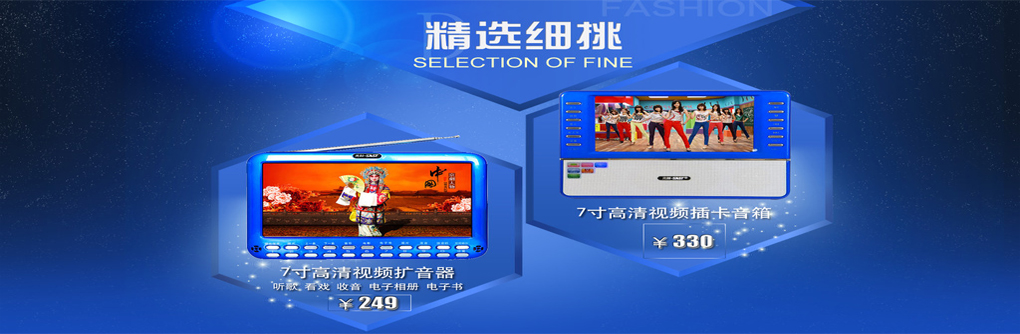 FASHION
精选细挑
SELECTION OF FINE
中国
7寸高清视频插卡音箱
¥ 330
7寸高清视频扩音器
听歌 看戏 收音 电子相册 电子书
¥ 249